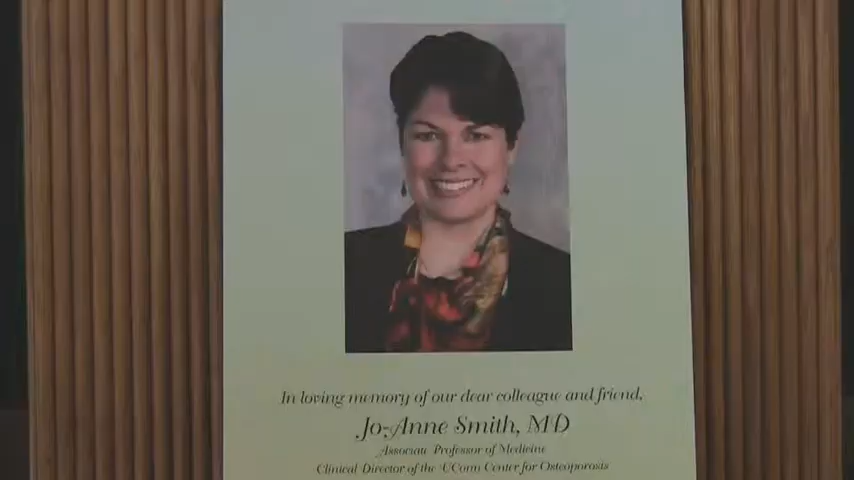 In loving memory of our dear colleague and friend,
Jo-Anne Smith, MD
Associate Professor of Medicine
Clinical Director of the UConn Center for Osteoporosis